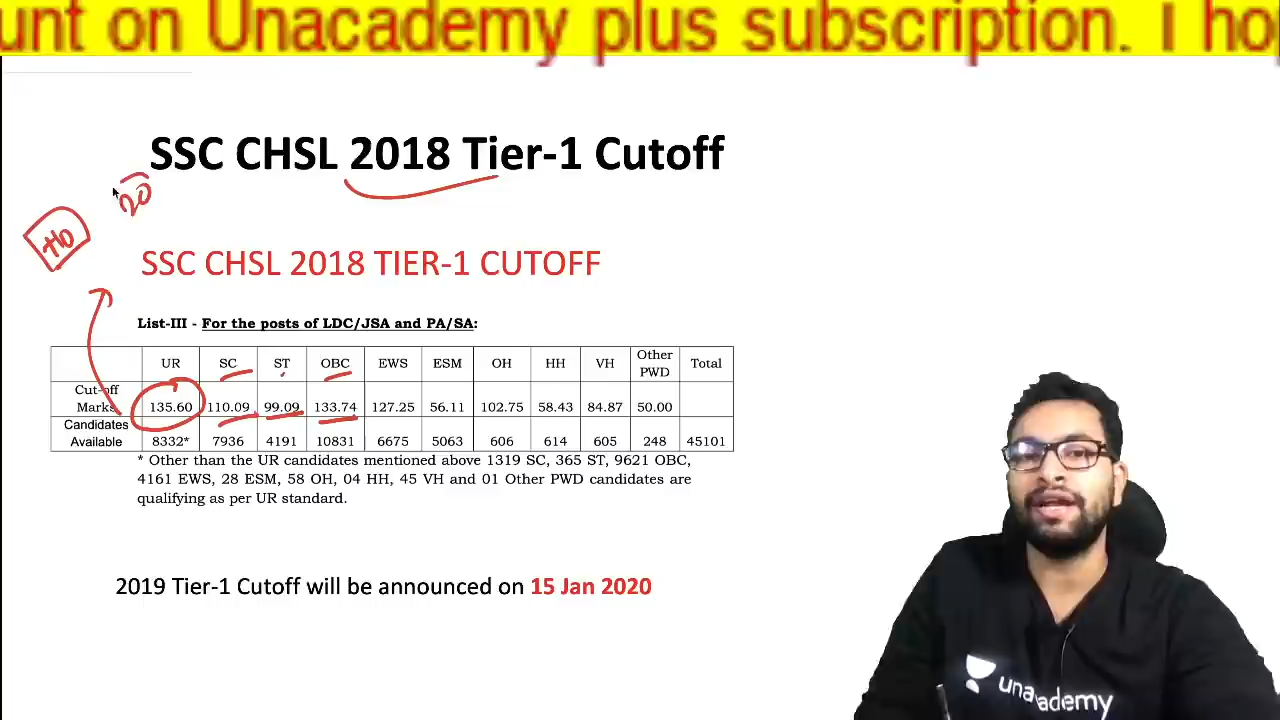 unt on Unacademy plus subscription. I hop
SSC CHSL 2018 Tier-1 Cutoff
20
SSC CHSL 2018 TIER-1 CUTOFF
List-III - For the posts of LDC/JSA and PA/SA:
UR SC ST OBC EWS ESM OH HH VH Other PWD Total
Cut-off Marks 135.60 110.09 99.09 133.74 127.25 56.11 102.75 58.43 84.87 50.00
Candidates Available 8332* 7936 4191 10831 6675 5063 606 614 605 248 45101
* Other than the UR candidates mentioned above 1319 SC, 365 ST, 9621 OBC,
4161 EWS, 28 ESM, 58 OH, 04 HH, 45 VH and 01 Other PWD candidates are
qualifying as per UR standard.
2019 Tier-1 Cutoff will be announced on 15 Jan 2020
unacademy